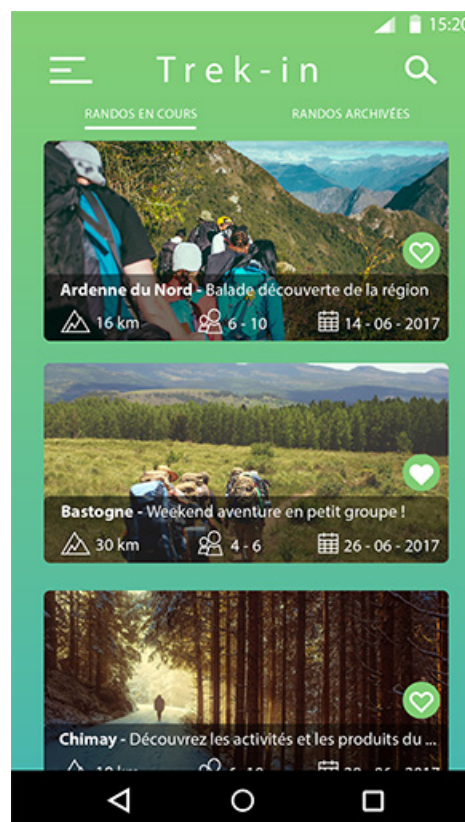 15:20
Trek-in
RANDOS EN COURS
RANDOS ARCHIVÉES
Ardenne du Nord - Balade découverte de la région
16 km
6 - 10
14 - 06 - 2017
Bastogne - Weekend aventure en petit groupe !
30 km
4 - 6
26 - 06 - 2017
Chimay - Découvrez les activités et les produits du ...